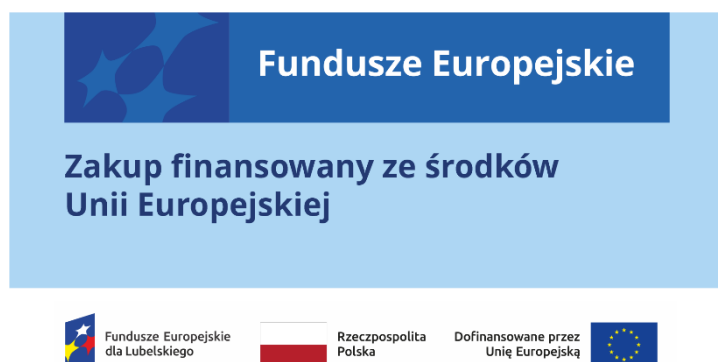 Fundusze Europejskie
Zakup finansowany ze środków
Unii Europejskiej
Fundusze Europejskie
dla Lubelskiego
Rzeczpospolita
Polska
Dofinansowane przez
Unię Europejską